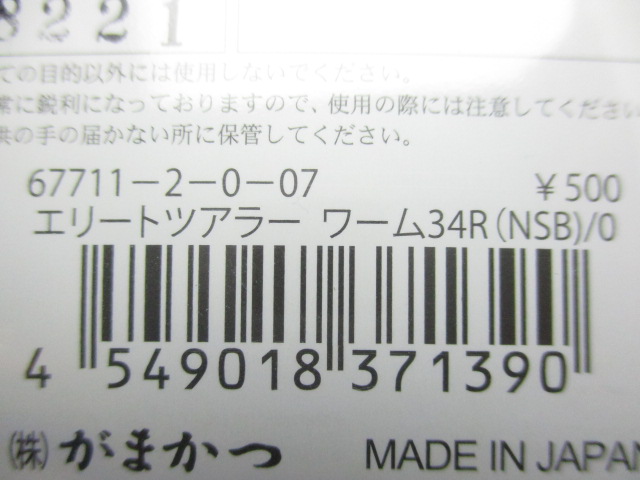 8221
ての目的以外には使用しないでください。
常に鋭利になっておりますので、使用の際には注意してください
供の手の届かない所に保管してください。
67711-2-0-07 ¥500
エリートツアラー ワーム34R(NSB)/0
4 549018 371390
㈱がまかつ MADE IN JAPAN